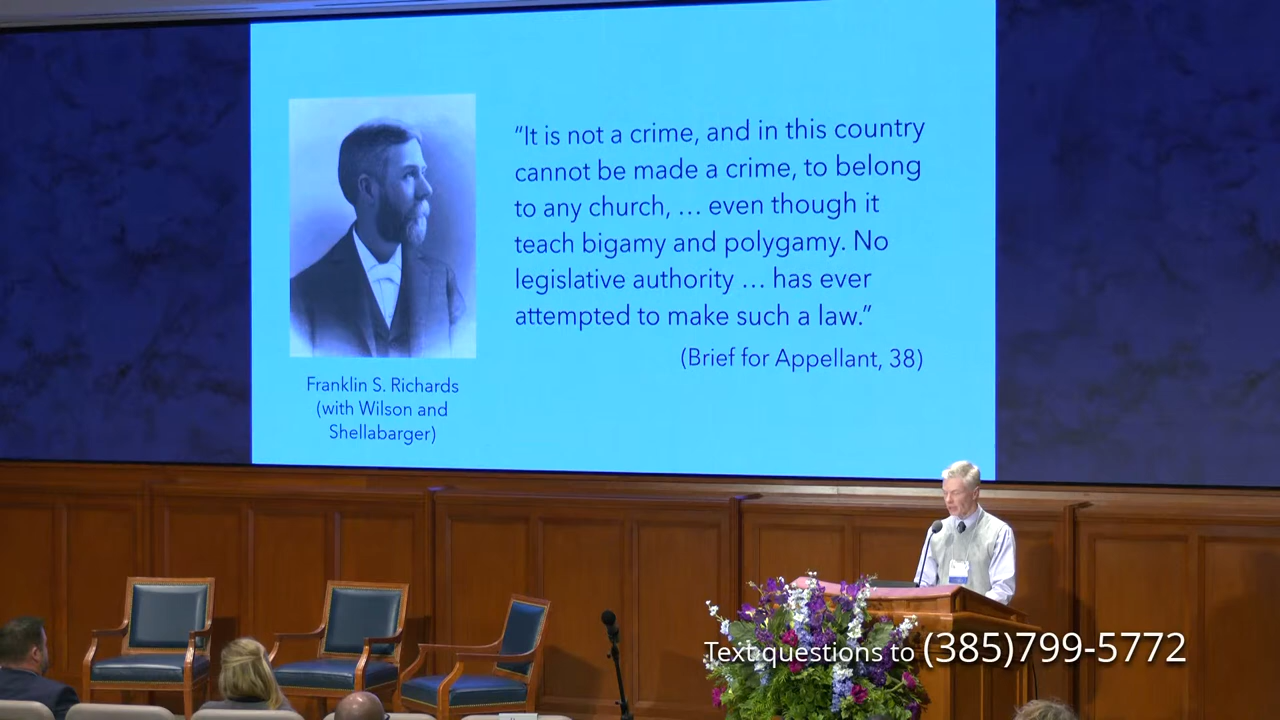 “It is not a crime, and in this country
cannot be made a crime, to belong
to any church, … even though it
teach bigamy and polygamy. No
legislative authority … has ever
attempted to make such a law.”
(Brief for Appellant, 38)
Franklin S. Richards
(with Wilson and
Shellabarger)
Text questions to (385)799-5772